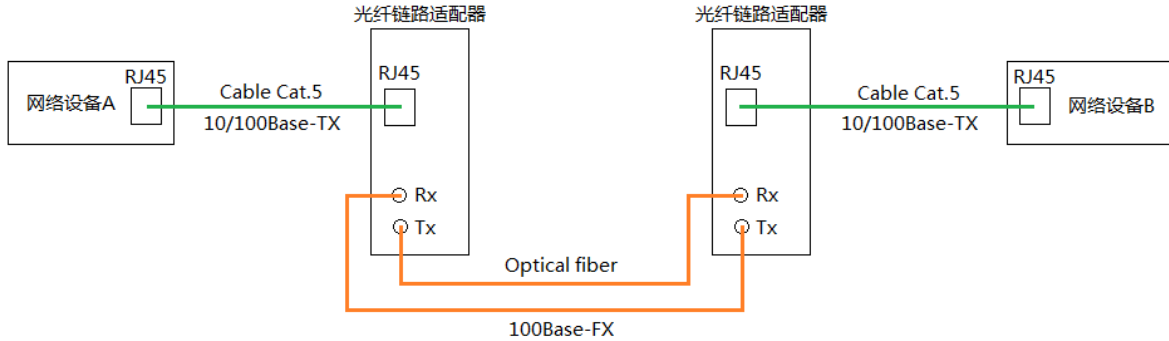 光纤链路适配器
光纤链路适配器
RJ45
Cable Cat.5
RJ45
RJ45
Cable Cat.5
RJ45
网络设备A
10/100Base-TX
10/100Base-TX
网络设备B
Rx
Rx
Tx
Tx
Optical fiber
100Base-FX